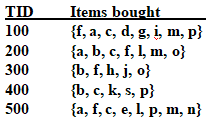 TID Items bought
100 {f, a, c, d, g, i, m, p}
200 {a, b, c, f, l, m, o}
300 {b, f, h, j, o}
400 {b, c, k, s, p}
500 {a, f, c, e, l, p, m, n}